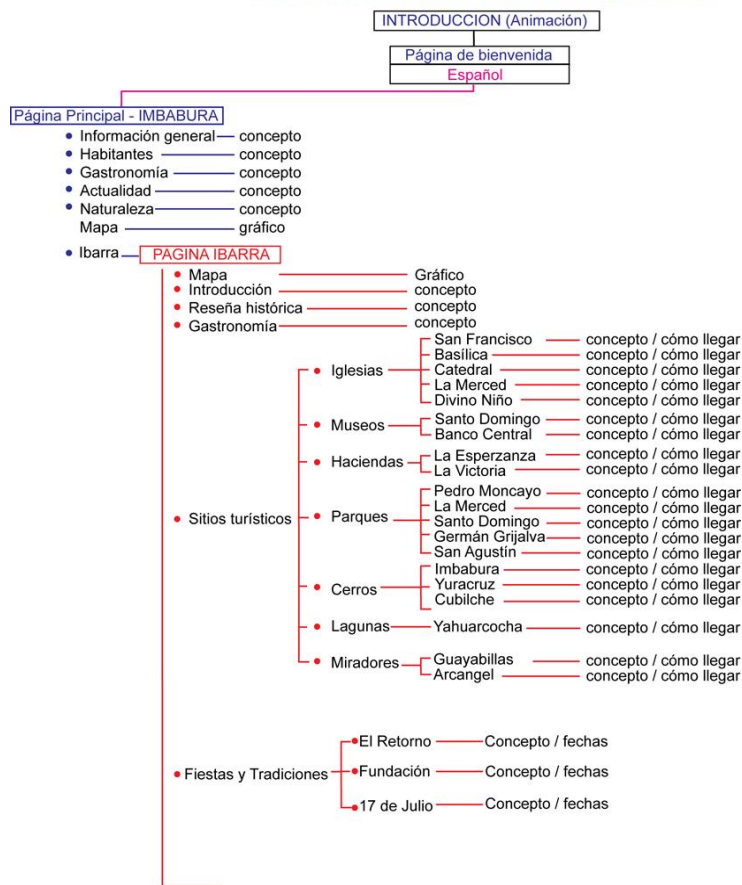 INTRODUCCION (Animación)
Página de bienvenida
Español
Página Principal - IMBABURA
Información general concepto
Habitantes concepto
Gastronomía concepto
Actualidad concepto
Naturaleza concepto
Mapa gráfico
Ibarra PAGINA IBARRA
Mapa Gráfico
Introducción concepto
Reseña histórica concepto
Gastronomía concepto
Sitios turísticos
Iglesias
San Francisco concepto / cómo llegar
Basílica concepto / cómo llegar
Catedral concepto / cómo llegar
La Merced concepto / cómo llegar
Divino Niño concepto / cómo llegar
Museos
Santo Domingo concepto / cómo llegar
Banco Central concepto / cómo llegar
Haciendas
La Esperzanza concepto / cómo llegar
La Victoria concepto / cómo llegar
Parques
Pedro Moncayo concepto / cómo llegar
La Merced concepto / cómo llegar
Santo Domingo concepto / cómo llegar
Germán Grijalva concepto / cómo llegar
San Agustín concepto / cómo llegar
Cerros
Imbabura concepto / cómo llegar
Yuracruz concepto / cómo llegar
Cubilche concepto / cómo llegar
Lagunas Yahuarcocha concepto / cómo llegar
Miradores
Guayabillas concepto / cómo llegar
Arcangel concepto / cómo llegar
Fiestas y Tradiciones
El Retorno Concepto / fechas
Fundación Concepto / fechas
17 de Julio Concepto / fechas